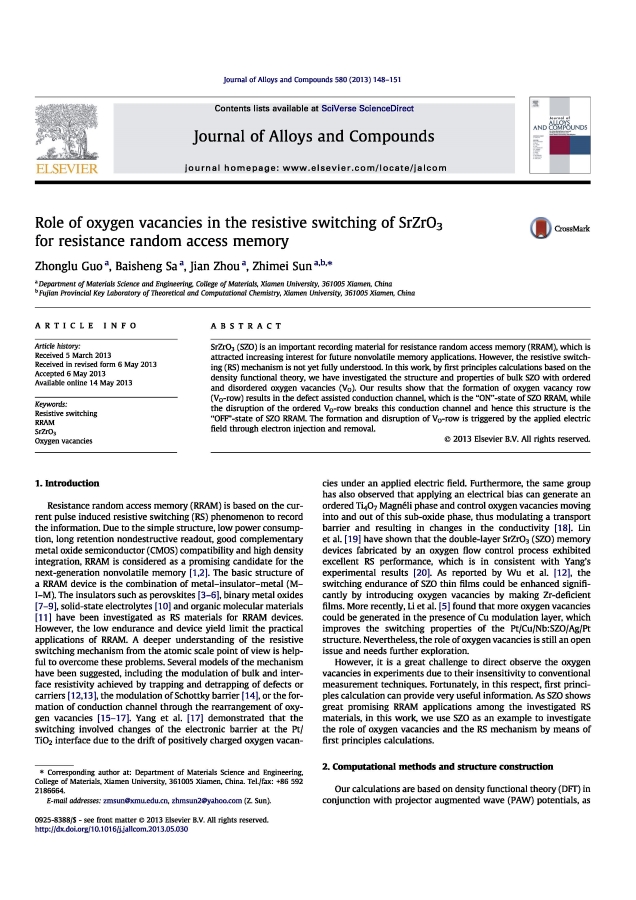 Journal of Alloys and Compounds 580 (2013) 148–151
Contents lists available at SciVerse ScienceDirect
Journal of Alloys and Compounds
journal homepage: www.elsevier.com/locate/jalcom
ELSEVIER
Journal of
ALLOYS
AND COMPOUNDS
Role of oxygen vacancies in the resistive switching of SrZrO₃
for resistance random access memory
CrossMark
Zhonglu Guo ᵃ, Baisheng Sa ᵃ, Jian Zhou ᵃ, Zhimei Sun ᵃ,ᵇ,*
ᵃ Department of Materials Science and Engineering, College of Materials, Xiamen University, 361005 Xiamen, China
ᵇ Fujian Provincial Key Laboratory of Theoretical and Computational Chemistry, Xiamen University, 361005 Xiamen, China
ARTICLE INFO
Article history:
Received 5 March 2013
Received in revised form 6 May 2013
Accepted 6 May 2013
Available online 14 May 2013
Keywords:
Resistive switching
RRAM
SrZrO₃
Oxygen vacancies
ABSTRACT
SrZrO₃ (SZO) is an important recording material for resistance random access memory (RRAM), which is
attracted increasing interest for future nonvolatile memory applications. However, the resistive switch-
ing (RS) mechanism is not yet fully understood. In this work, by first principles calculations based on the
density functional theory, we have investigated the structure and properties of bulk SZO with ordered
and disordered oxygen vacancies (V_O). Our results show that the formation of oxygen vacancy row
(V_O-row) results in the defect assisted conduction channel, which is the "ON"-state of SZO RRAM, while
the disruption of the ordered V_O-row breaks this conduction channel and hence this structure is the
"OFF"-state of SZO RRAM. The formation and disruption of V_O-row is triggered by the applied electric
field through electron injection and removal.
© 2013 Elsevier B.V. All rights reserved.
1. Introduction
Resistance random access memory (RRAM) is based on the cur-
rent pulse induced resistive switching (RS) phenomenon to record
the information. Due to the simple structure, low power consump-
tion, long retention nondestructive readout, good complementary
metal oxide semiconductor (CMOS) compatibility and high density
integration, RRAM is considered as a promising candidate for the
next-generation nonvolatile memory [1,2]. The basic structure of
a RRAM device is the combination of metal–insulator–metal (M–
I–M). The insulators such as perovskites [3–6], binary metal oxides
[7–9], solid-state electrolytes [10] and organic molecular materials
[11] have been investigated as RS materials for RRAM devices.
However, the low endurance and device yield limit the practical
applications of RRAM. A deeper understanding of the resistive
switching mechanism from the atomic scale point of view is help-
ful to overcome these problems. Several models of the mechanism
have been suggested, including the modulation of bulk and inter-
face resistivity achieved by trapping and detrapping of defects or
carriers [12,13], the modulation of Schottky barrier [14], or the for-
mation of conduction channel through the rearrangement of oxy-
gen vacancies [15–17]. Yang et al. [17] demonstrated that the
switching involved changes of the electronic barrier at the Pt/
TiO₂ interface due to the drift of positively charged oxygen vacan-
* Corresponding author at: Department of Materials Science and Engineering,
College of Materials, Xiamen University, 361005 Xiamen, China. Tel./fax: +86 592
2186664.
E-mail addresses: zmsun@xmu.edu.cn, zhmsun2@yahoo.com (Z. Sun).
cies under an applied electric field. Furthermore, the same group
has also observed that applying an electrical bias can generate an
ordered Ti₄O₇ Magnéli phase and control oxygen vacancies moving
into and out of this sub-oxide phase, thus modulating a transport
barrier and resulting in changes in the conductivity [18]. Lin
et al. [19] have shown that the double-layer SrZrO₃ (SZO) memory
devices fabricated by an oxygen flow control process exhibited
excellent RS performance, which is in consistent with Yang's
experimental results [20]. As reported by Wu et al. [12], the
switching endurance of SZO thin films could be enhanced signifi-
cantly by introducing oxygen vacancies by making Zr-deficient
films. More recently, Li et al. [5] found that more oxygen vacancies
could be generated in the presence of Cu modulation layer, which
improves the switching properties of the Pt/Cu/Nb:SZO/Ag/Pt
structure. Nevertheless, the role of oxygen vacancies is still an open
issue and needs further exploration.
However, it is a great challenge to direct observe the oxygen
vacancies in experiments due to their insensitivity to conventional
measurement techniques. Fortunately, in this respect, first princi-
ples calculation can provide very useful information. As SZO shows
great promising RRAM applications among the investigated RS
materials, in this work, we use SZO as an example to investigate
the role of oxygen vacancies and the RS mechanism by means of
first principles calculations.
2. Computational methods and structure construction
Our calculations are based on density functional theory (DFT) in
conjunction with projector augmented wave (PAW) potentials, as
0925-8388/$ - see front matter © 2013 Elsevier B.V. All rights reserved.
http://dx.doi.org/10.1016/j.jallcom.2013.05.030